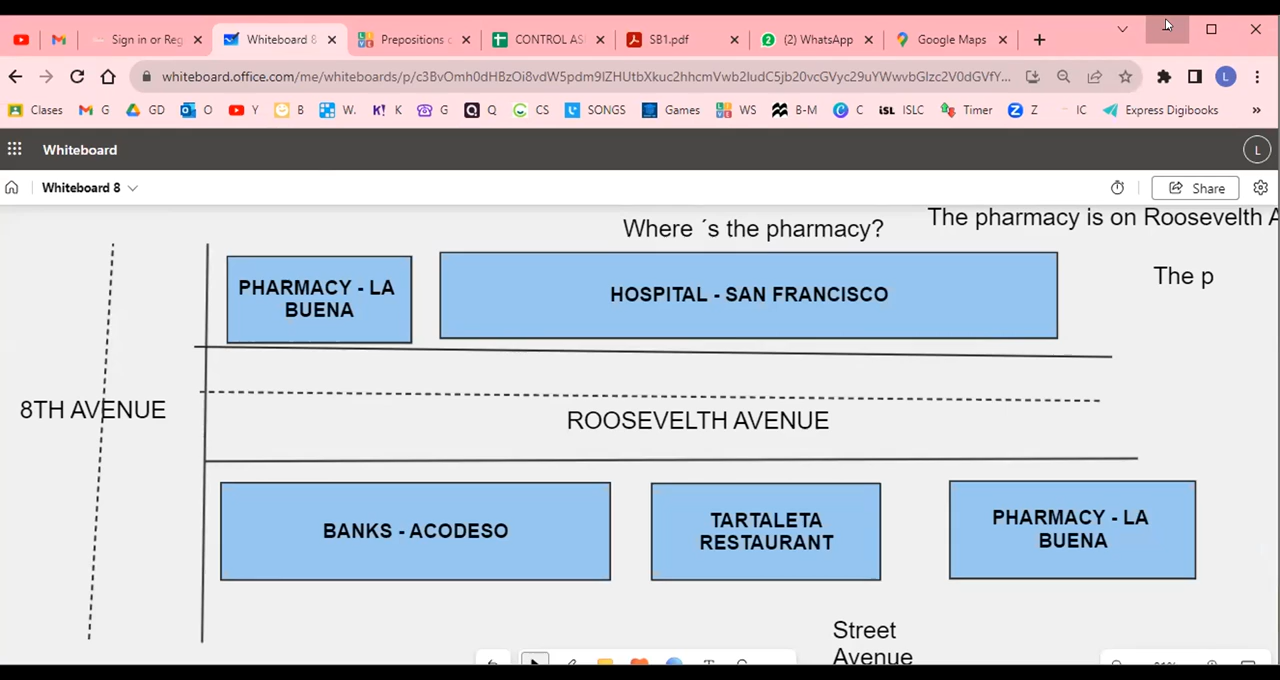 Sign in or Reg
Whiteboard 8
Prepositions o
CONTROL AS
SB1.pdf
(2) WhatsApp
Google Maps
whiteboard.office.com/me/whiteboards/p/c3BvOmh0dHBzOi8vdW5pdm9lZHUtbXkuc2hhcmVwb2ludC5jb20vcGVyc29uYWwvbGlzc2V0dGVfY...
Clases
M G
GD
O
Y
B
W.
K! K
G
Q
CS
SONGS
Games
WS
B-M
C
iSL ISLC
Timer
Z
IC
Express Digibooks
»
Whiteboard
L
Whiteboard 8
Share
Where ´s the pharmacy?
The pharmacy is on Roosevelth A
The p
PHARMACY - LA
BUENA
HOSPITAL - SAN FRANCISCO
8TH AVENUE
ROOSEVELTH AVENUE
BANKS - ACODESO
TARTALETA
RESTAURANT
PHARMACY - LA
BUENA
Street
Avenue